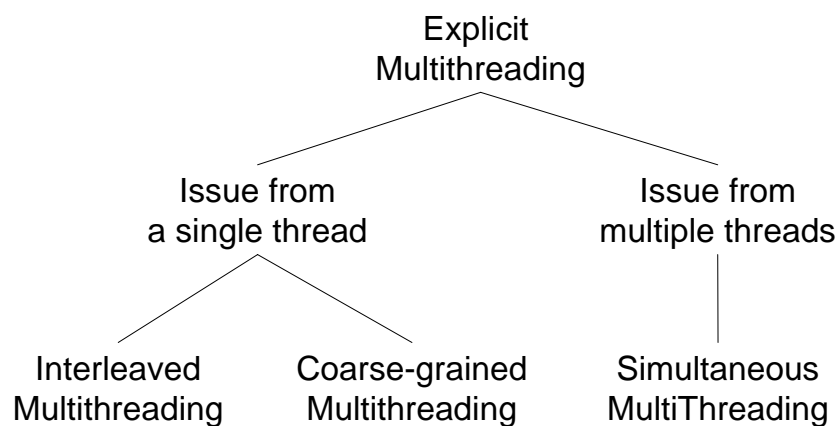 Explicit
Multithreading
Issue from
a single thread
Issue from
multiple threads
Interleaved
Multithreading
Coarse-grained
Multithreading
Simultaneous
MultiThreading